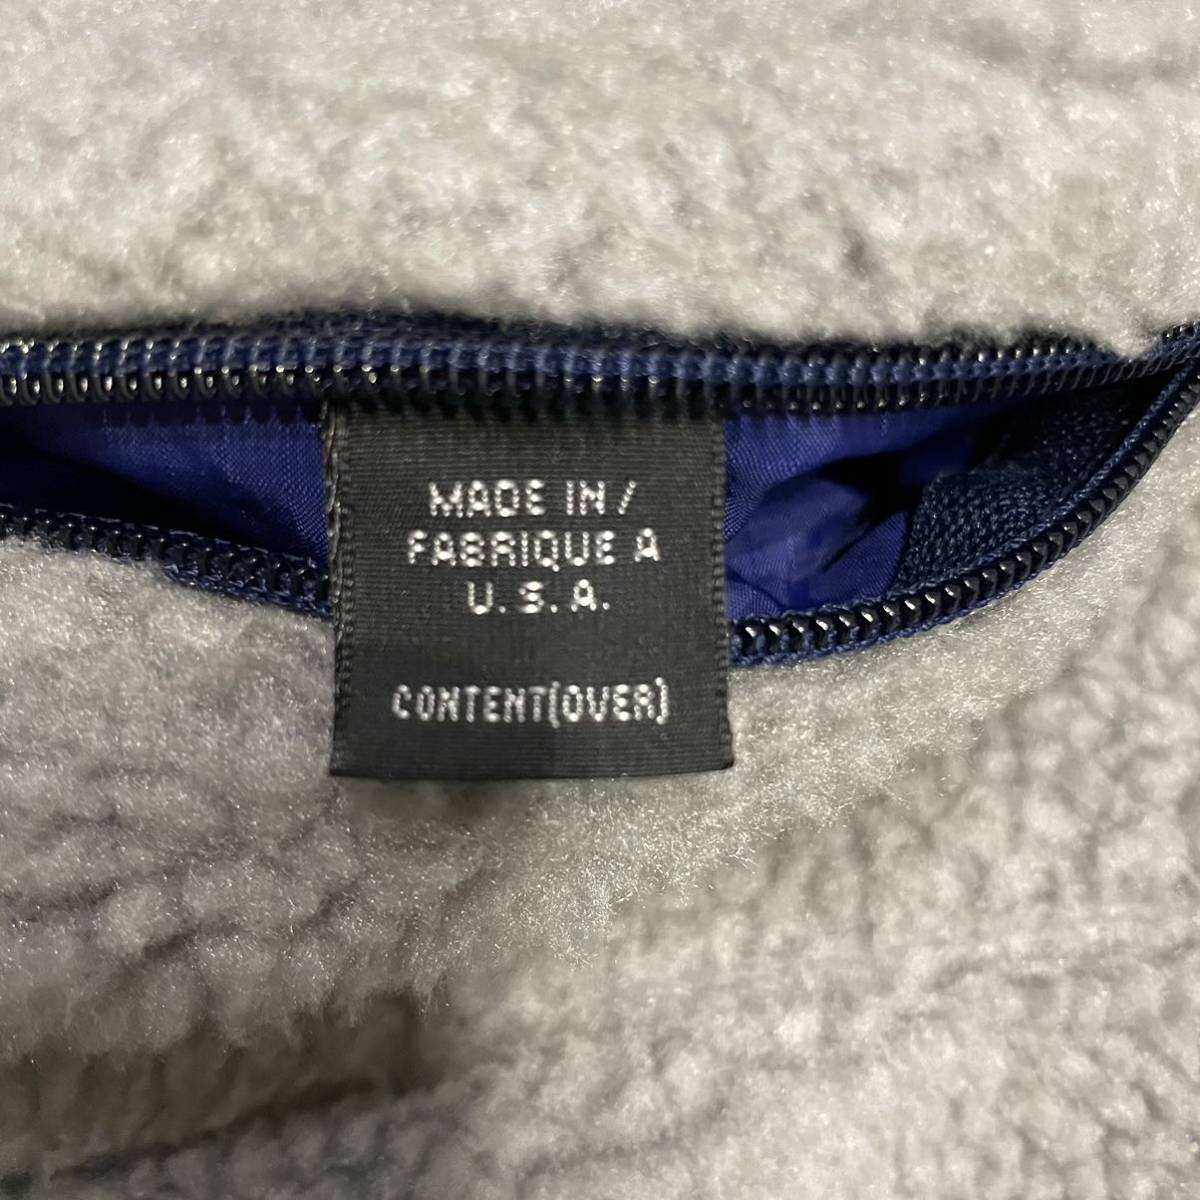 MADE IN /
FABRIQUE A
U.S.A.
CONTENT(OVER)